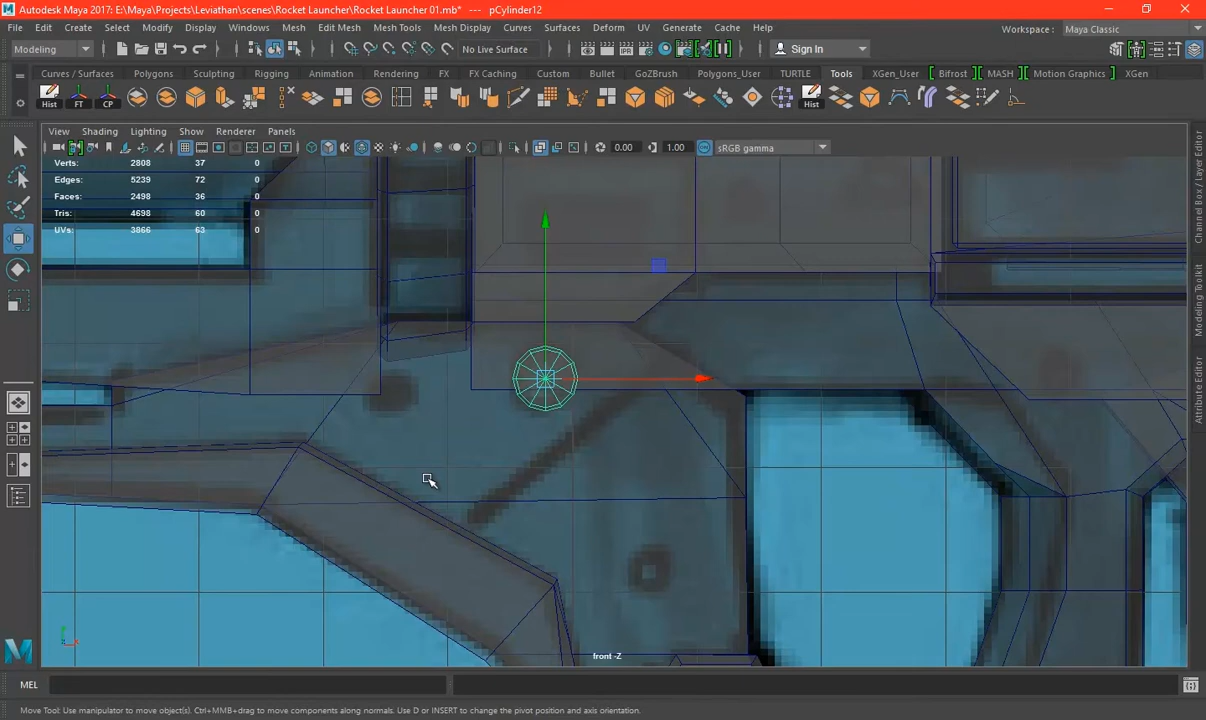 Autodesk Maya 2017: E:\Maya\Projects\Leviathan\scenes\Rocket Launcher\Rocket Launcher 01.mb* --- pCylinder12
File Edit Create Select Modify Display Windows Mesh Edit Mesh Mesh Tools Mesh Display Curves Surfaces Deform UV Generate Cache Help Workspace: Maya Classic
Modeling No Live Surface Sign In
Curves / Surfaces Polygons Sculpting Rigging Animation Rendering FX FX Caching Custom Bullet GoZBrush Polygons_User TURTLE Tools XGen_User Bifrost MASH Motion Graphics XGen
Hist FT CP Hist
View Shading Lighting Show Renderer Panels
0.00 1.00 sRGB gamma
Verts: 2808 37 0
Edges: 5239 72 0
Faces: 2498 36 0
Tris: 4698 60 0
UVs: 3866 63 0
Channel Box / Layer Editor
Modeling Toolkit
Attribute Editor
front -Z
MEL
Move Tool: Use manipulator to move object(s). Ctrl+MMB+drag to move components along normals. Use D or INSERT to change the pivot position and axis orientation.